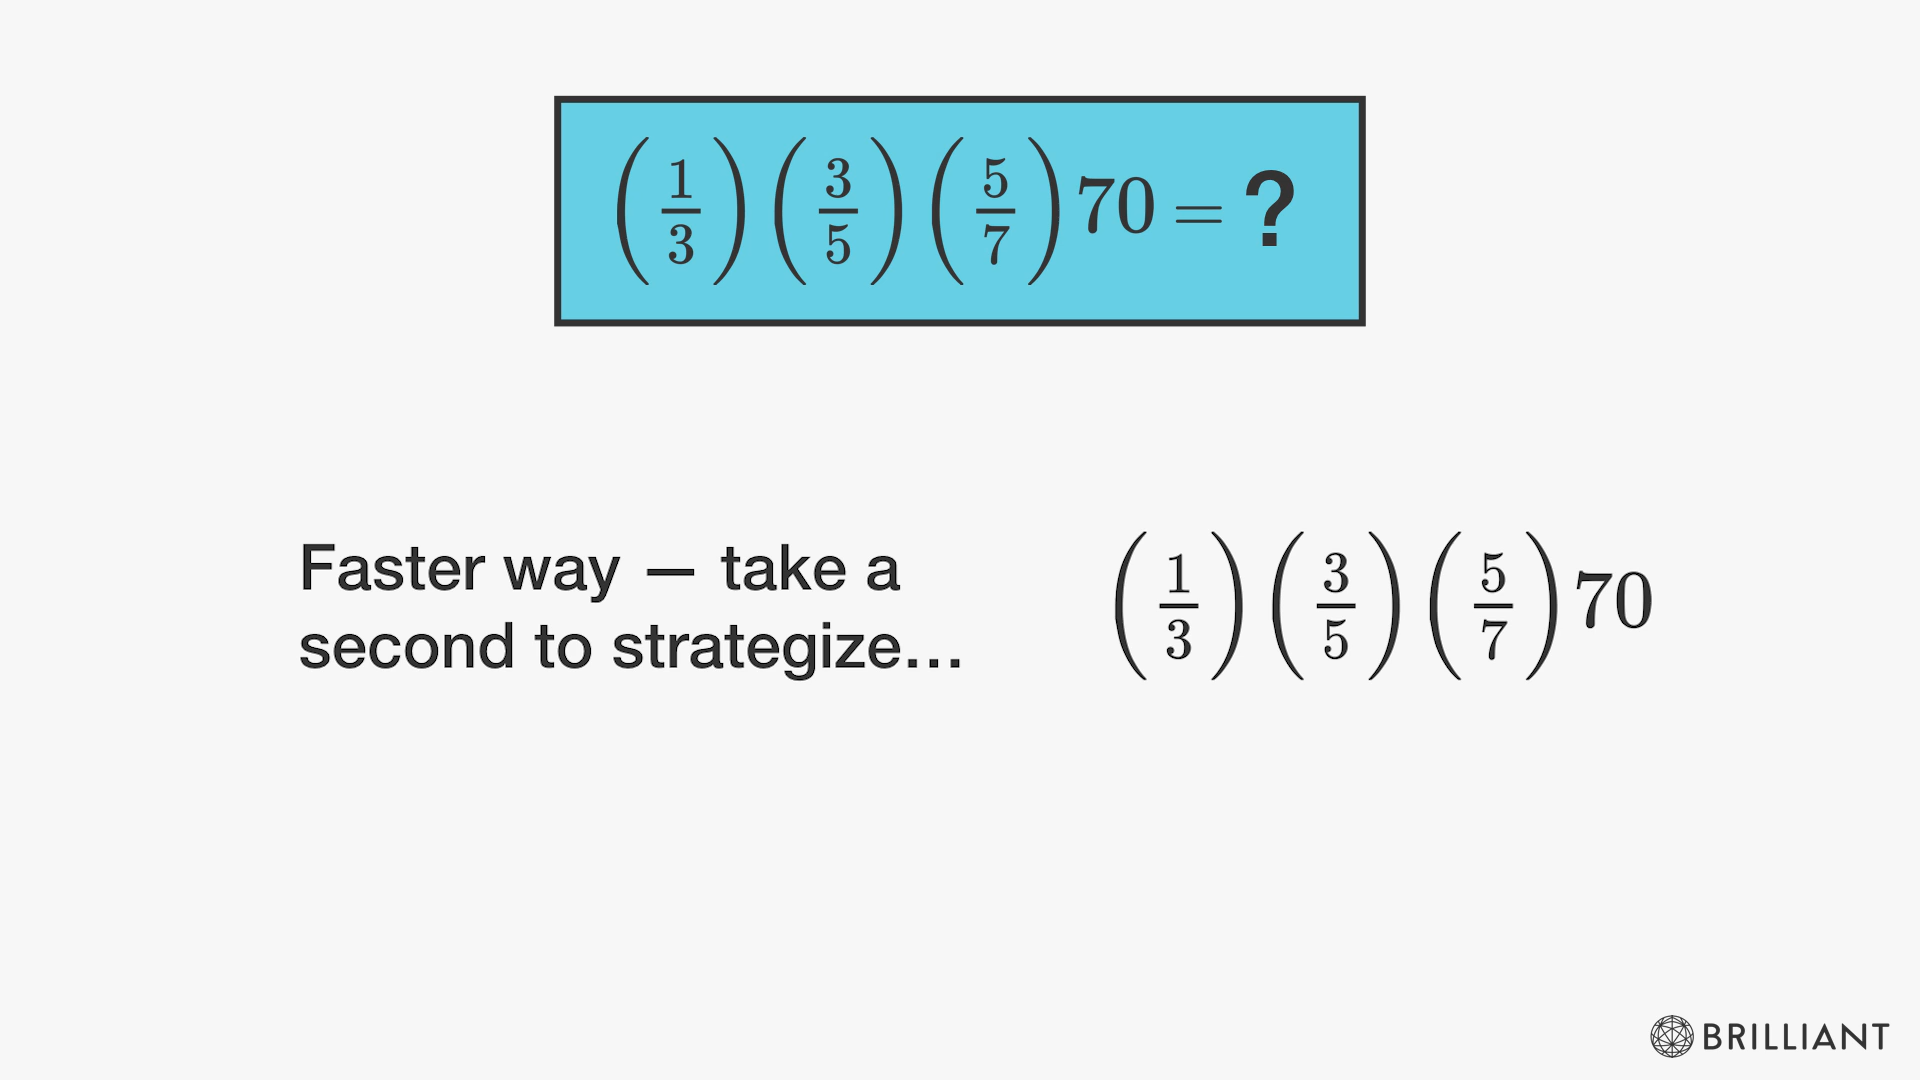 (1/3)(3/5)(5/7)70 = ?
Faster way — take a
second to strategize...
(1/3)(3/5)(5/7)70
BRILLIANT